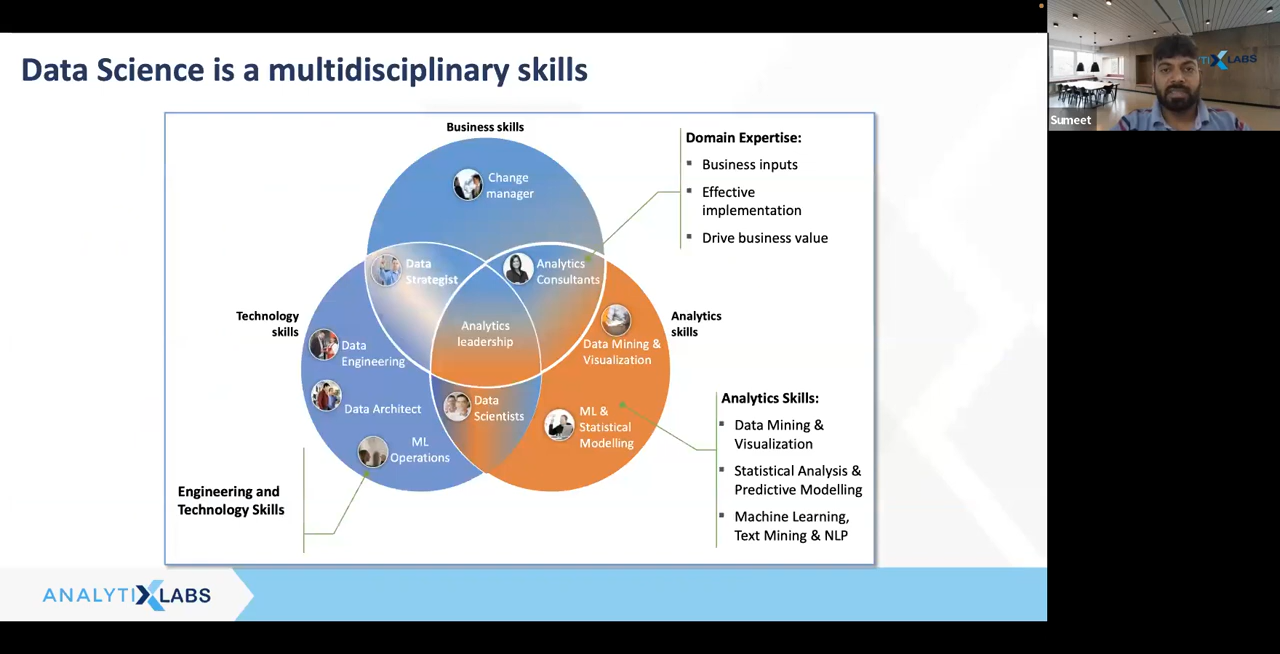 Data Science is a multidisciplinary skills
Business skills
Change
manager
Data
Strategist
Analytics
Consultants
Analytics
leadership
Technology
skills
Data
Engineering
Data Architect
ML
Operations
Data
Scientists
Analytics
skills
Data Mining &
Visualization
ML &
Statistical
Modelling
Domain Expertise:
Business inputs
Effective
implementation
Drive business value
Analytics Skills:
Data Mining &
Visualization
Statistical Analysis &
Predictive Modelling
Machine Learning,
Text Mining & NLP
Engineering and
Technology Skills
ANALYTIXLABS
Sumeet
LABS